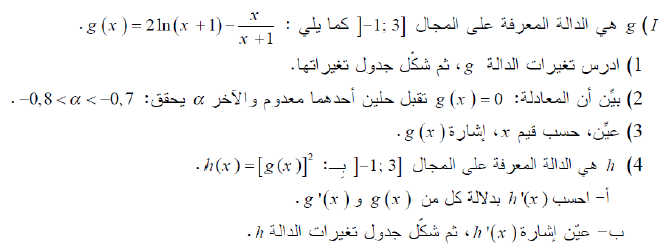 I) g هي الدالة المعرفة على المجال ]-1; 3] كما يلي : g(x) = 2ln(x+1) - x/(x+1) .
1) ادرس تغيرات الدالة g ، ثم شكّل جدول تغيراتها.
2) بيّن أن المعادلة: g(x) = 0 تقبل حلين أحدهما معدوم والآخر α يحقق: -0,8 < α < -0,7 .
3) عيّن، حسب قيم x ، إشارة g(x) .
4) h هي الدالة المعرفة على المجال ]-1; 3] بـ: h(x) = [g(x)]² .
أ- احسب h'(x) بدلالة كل من g(x) و g'(x) .
ب- عيّن إشارة h'(x) ، ثم شكّل جدول تغيرات الدالة h .